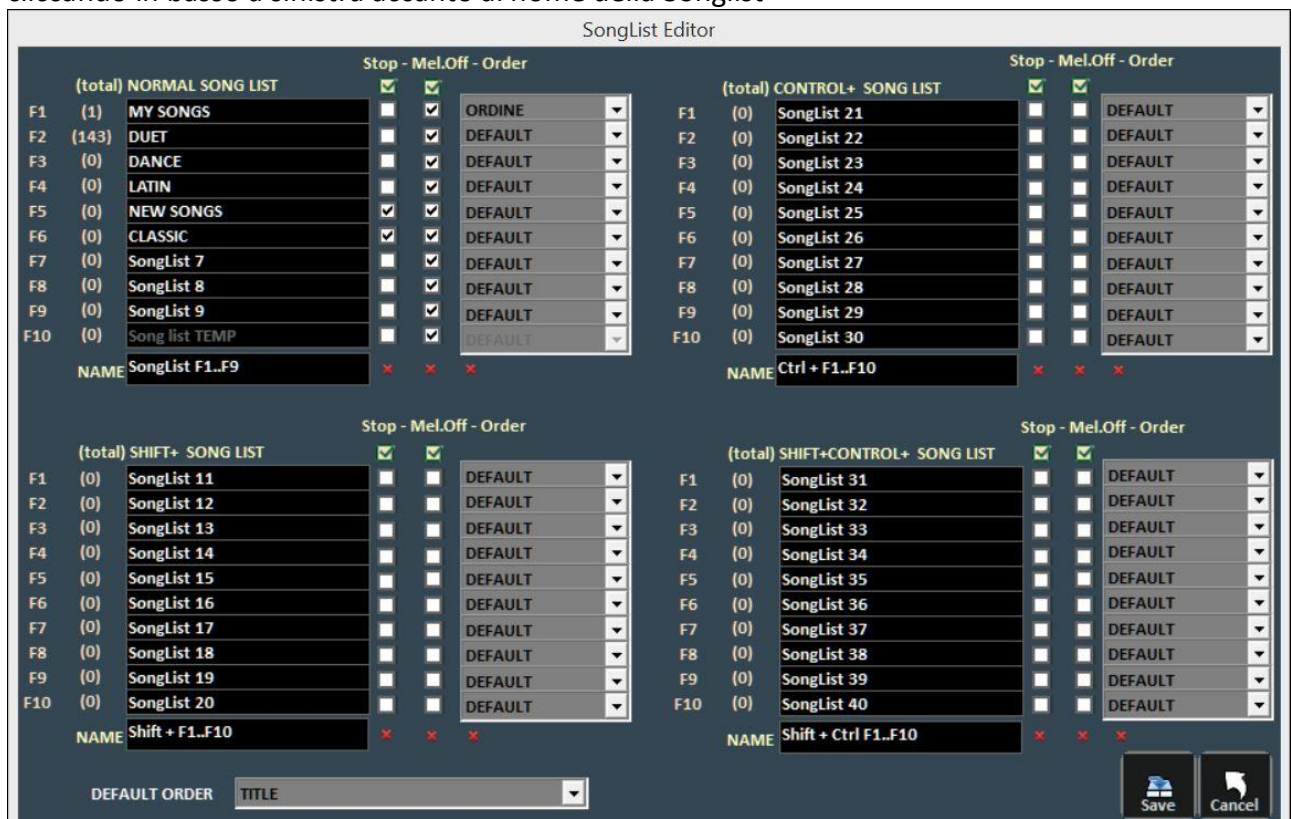 cliccando in basso a sinistra accanto al nome della Songlist
SongList Editor
Stop - Mel.Off - Order
(total) NORMAL SONG LIST
F1 (1) MY SONGS ORDINE
F2 (143) DUET DEFAULT
F3 (0) DANCE DEFAULT
F4 (0) LATIN DEFAULT
F5 (0) NEW SONGS DEFAULT
F6 (0) CLASSIC DEFAULT
F7 (0) SongList 7 DEFAULT
F8 (0) SongList 8 DEFAULT
F9 (0) SongList 9 DEFAULT
F10 (0) Song list TEMP DEFAULT
NAME SongList F1..F9
Stop - Mel.Off - Order
(total) CONTROL+ SONG LIST
F1 (0) SongList 21 DEFAULT
F2 (0) SongList 22 DEFAULT
F3 (0) SongList 23 DEFAULT
F4 (0) SongList 24 DEFAULT
F5 (0) SongList 25 DEFAULT
F6 (0) SongList 26 DEFAULT
F7 (0) SongList 27 DEFAULT
F8 (0) SongList 28 DEFAULT
F9 (0) SongList 29 DEFAULT
F10 (0) SongList 30 DEFAULT
NAME Ctrl + F1..F10
Stop - Mel.Off - Order
(total) SHIFT+ SONG LIST
F1 (0) SongList 11 DEFAULT
F2 (0) SongList 12 DEFAULT
F3 (0) SongList 13 DEFAULT
F4 (0) SongList 14 DEFAULT
F5 (0) SongList 15 DEFAULT
F6 (0) SongList 16 DEFAULT
F7 (0) SongList 17 DEFAULT
F8 (0) SongList 18 DEFAULT
F9 (0) SongList 19 DEFAULT
F10 (0) SongList 20 DEFAULT
NAME Shift + F1..F10
Stop - Mel.Off - Order
(total) SHIFT+CONTROL+ SONG LIST
F1 (0) SongList 31 DEFAULT
F2 (0) SongList 32 DEFAULT
F3 (0) SongList 33 DEFAULT
F4 (0) SongList 34 DEFAULT
F5 (0) SongList 35 DEFAULT
F6 (0) SongList 36 DEFAULT
F7 (0) SongList 37 DEFAULT
F8 (0) SongList 38 DEFAULT
F9 (0) SongList 39 DEFAULT
F10 (0) SongList 40 DEFAULT
NAME Shift + Ctrl F1..F10
DEFAULT ORDER TITLE
Save Cancel